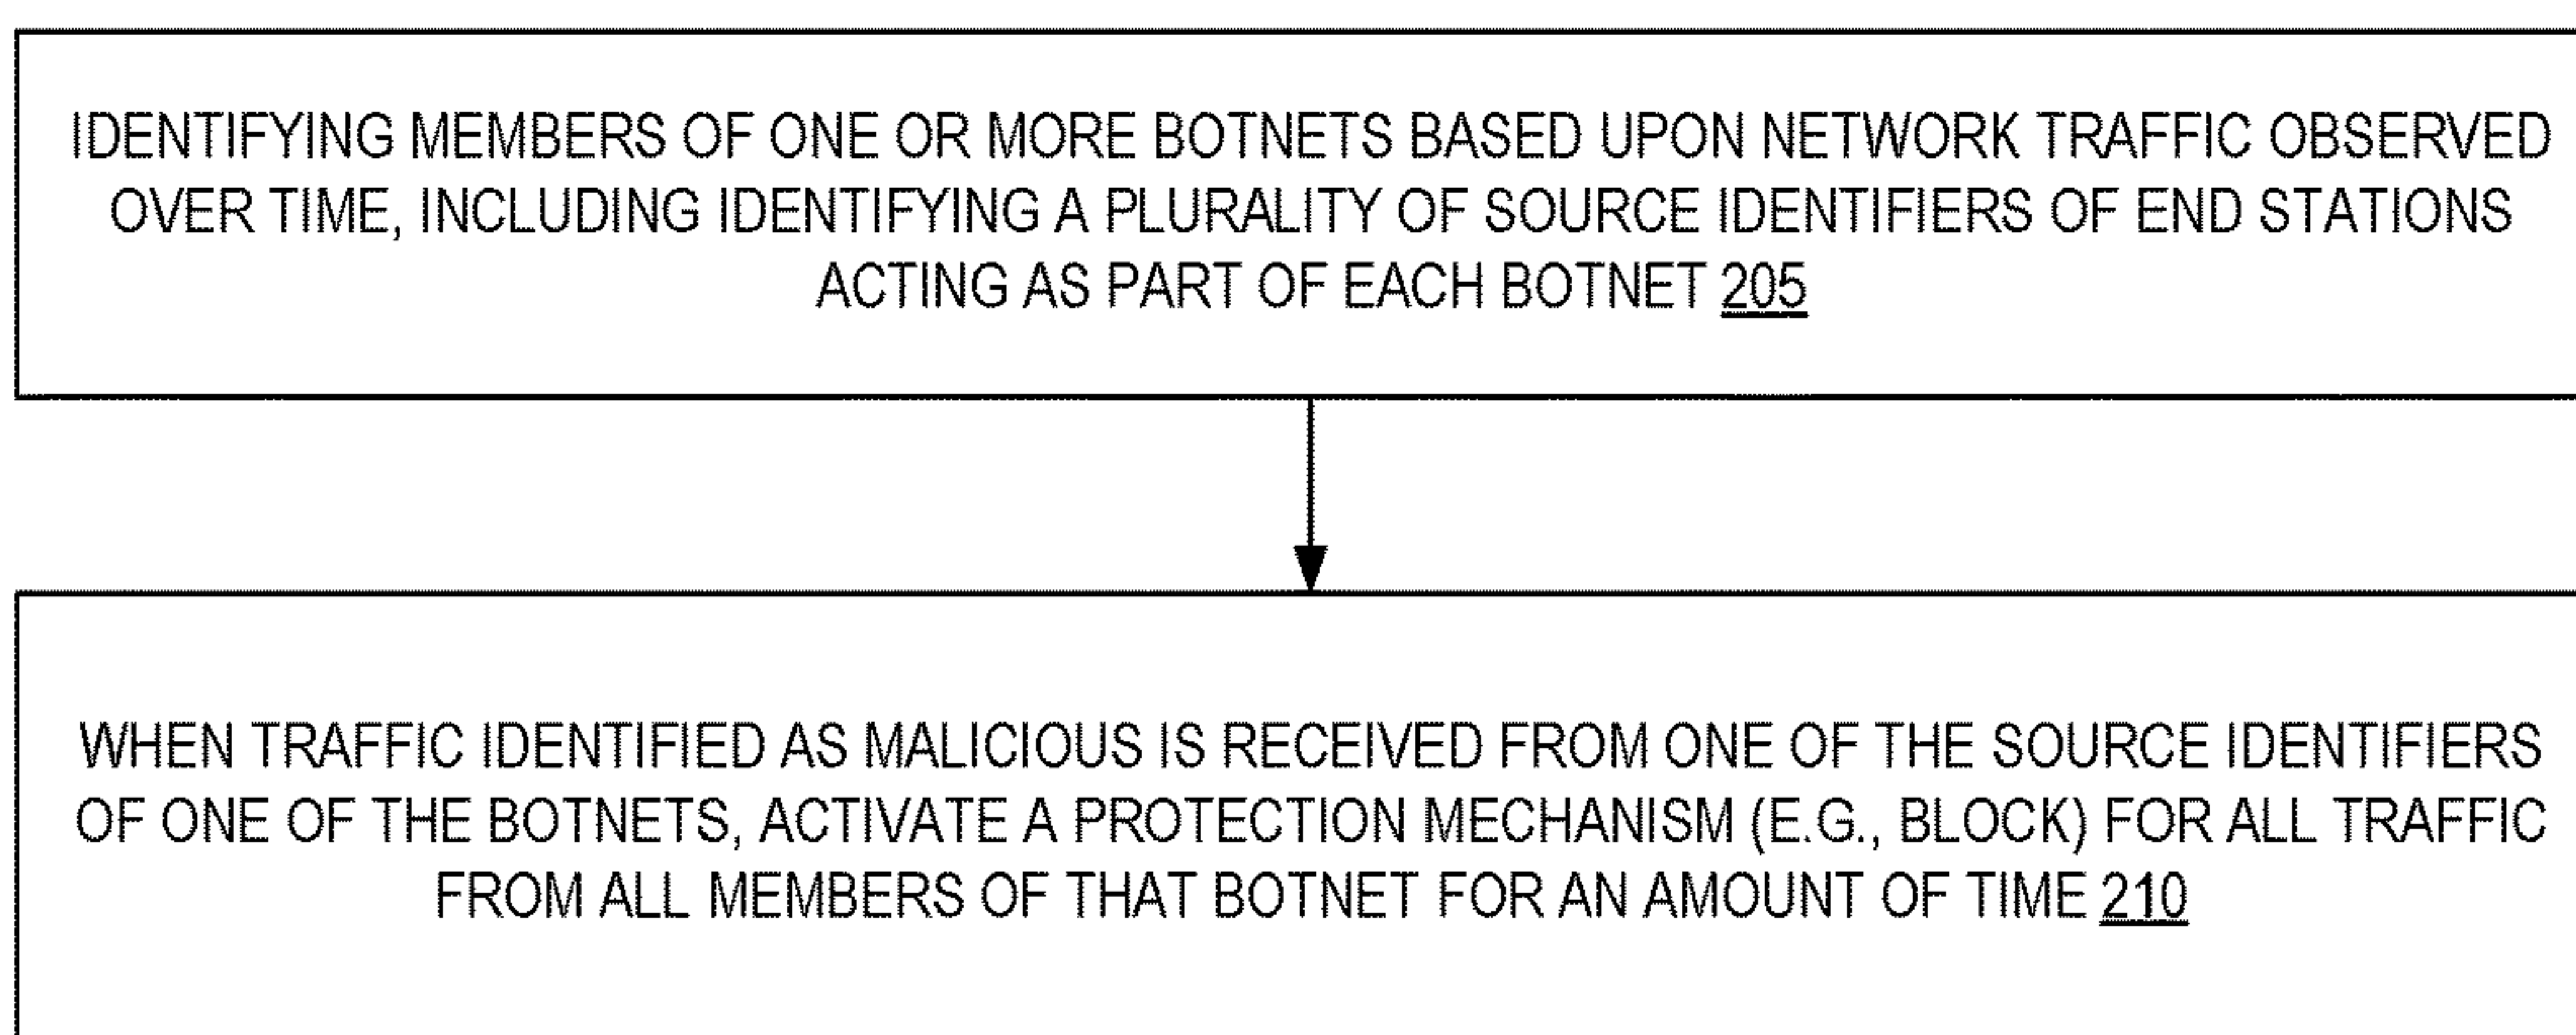 IDENTIFYING MEMBERS OF ONE OR MORE BOTNETS BASED UPON NETWORK TRAFFIC OBSERVED
OVER TIME, INCLUDING IDENTIFYING A PLURALITY OF SOURCE IDENTIFIERS OF END STATIONS
ACTING AS PART OF EACH BOTNET 205
WHEN TRAFFIC IDENTIFIED AS MALICIOUS IS RECEIVED FROM ONE OF THE SOURCE IDENTIFIERS
OF ONE OF THE BOTNETS, ACTIVATE A PROTECTION MECHANISM (E.G., BLOCK) FOR ALL TRAFFIC
FROM ALL MEMBERS OF THAT BOTNET FOR AN AMOUNT OF TIME 210